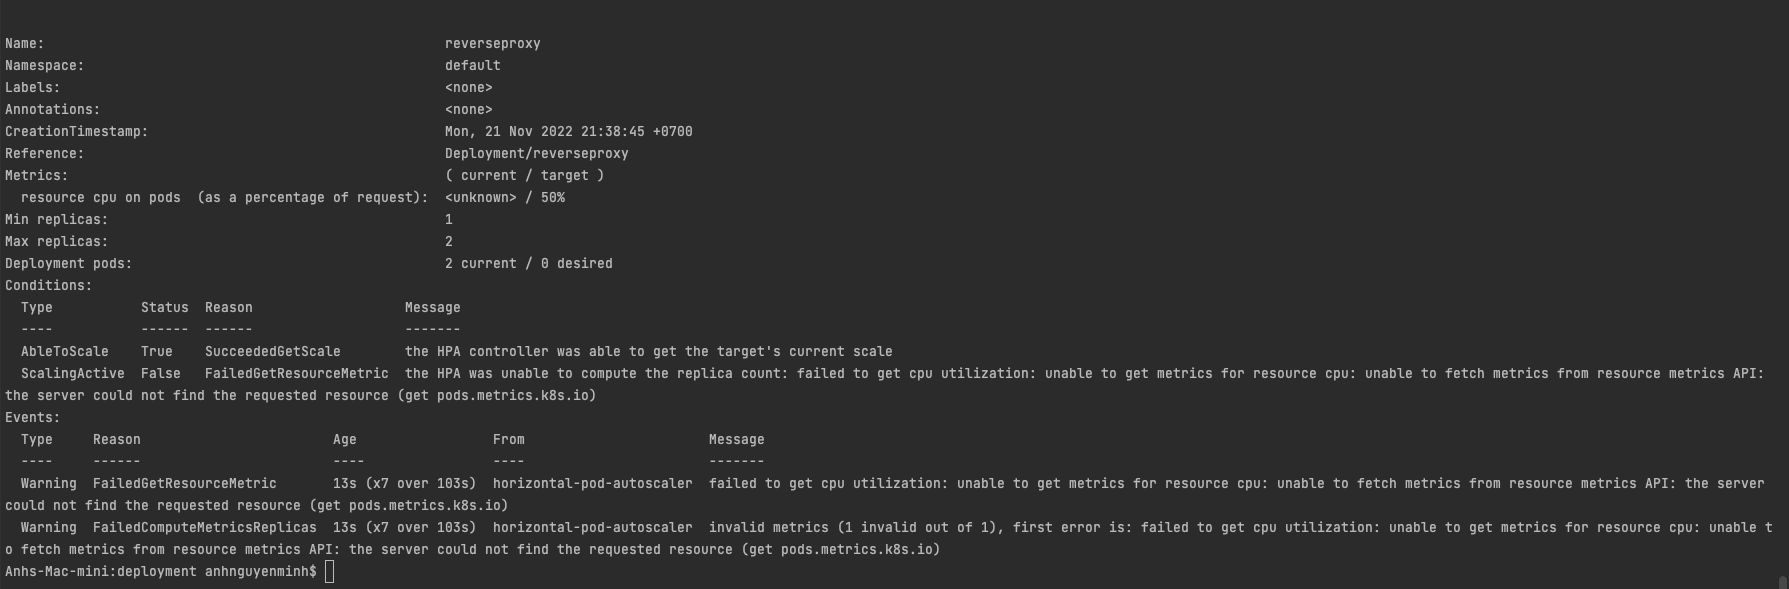 Name:                                                  reverseproxy
Namespace:                                             default
Labels:                                                <none>
Annotations:                                           <none>
CreationTimestamp:                                     Mon, 21 Nov 2022 21:38:45 +0700
Reference:                                             Deployment/reverseproxy
Metrics:                                               ( current / target )
  resource cpu on pods  (as a percentage of request):  <unknown> / 50%
Min replicas:                                          1
Max replicas:                                          2
Deployment pods:                                       2 current / 0 desired
Conditions:
  Type           Status  Reason                   Message
  ----           ------  ------                   -------
  AbleToScale    True    SucceededGetScale        the HPA controller was able to get the target's current scale
  ScalingActive  False   FailedGetResourceMetric  the HPA was unable to compute the replica count: failed to get cpu utilization: unable to get metrics for resource cpu: unable to fetch metrics from resource metrics API:
the server could not find the requested resource (get pods.metrics.k8s.io)
Events:
  Type     Reason                        Age                 From                       Message
  ----     ------                        ----                ----                       -------
  Warning  FailedGetResourceMetric       13s (x7 over 103s)  horizontal-pod-autoscaler  failed to get cpu utilization: unable to get metrics for resource cpu: unable to fetch metrics from resource metrics API: the server
could not find the requested resource (get pods.metrics.k8s.io)
  Warning  FailedComputeMetricsReplicas  13s (x7 over 103s)  horizontal-pod-autoscaler  invalid metrics (1 invalid out of 1), first error is: failed to get cpu utilization: unable to get metrics for resource cpu: unable t
o fetch metrics from resource metrics API: the server could not find the requested resource (get pods.metrics.k8s.io)
Anhs-Mac-mini:deployment anhnguyenminh$